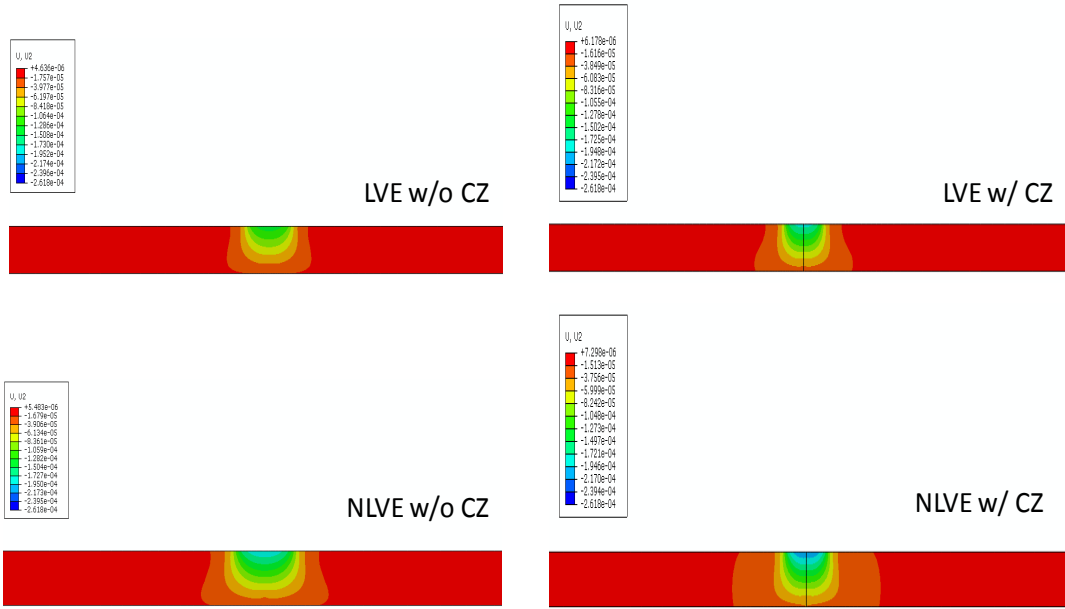 U, U2
+4.636e-06
-1.757e-05
-3.977e-05
-6.197e-05
-8.418e-05
-1.064e-04
-1.286e-04
-1.508e-04
-1.730e-04
-1.952e-04
-2.174e-04
-2.396e-04
-2.618e-04
LVE w/o CZ
U, U2
+6.178e-06
-1.616e-05
-3.849e-05
-6.083e-05
-8.316e-05
-1.055e-04
-1.278e-04
-1.502e-04
-1.725e-04
-1.948e-04
-2.172e-04
-2.395e-04
-2.618e-04
LVE w/ CZ
U, U2
+5.483e-06
-1.679e-05
-3.906e-05
-6.134e-05
-8.361e-05
-1.059e-04
-1.282e-04
-1.504e-04
-1.727e-04
-1.950e-04
-2.173e-04
-2.395e-04
-2.618e-04
NLVE w/o CZ
U, U2
+7.298e-06
-1.513e-05
-3.756e-05
-5.999e-05
-8.242e-05
-1.048e-04
-1.273e-04
-1.497e-04
-1.721e-04
-1.946e-04
-2.170e-04
-2.394e-04
-2.618e-04
NLVE w/ CZ